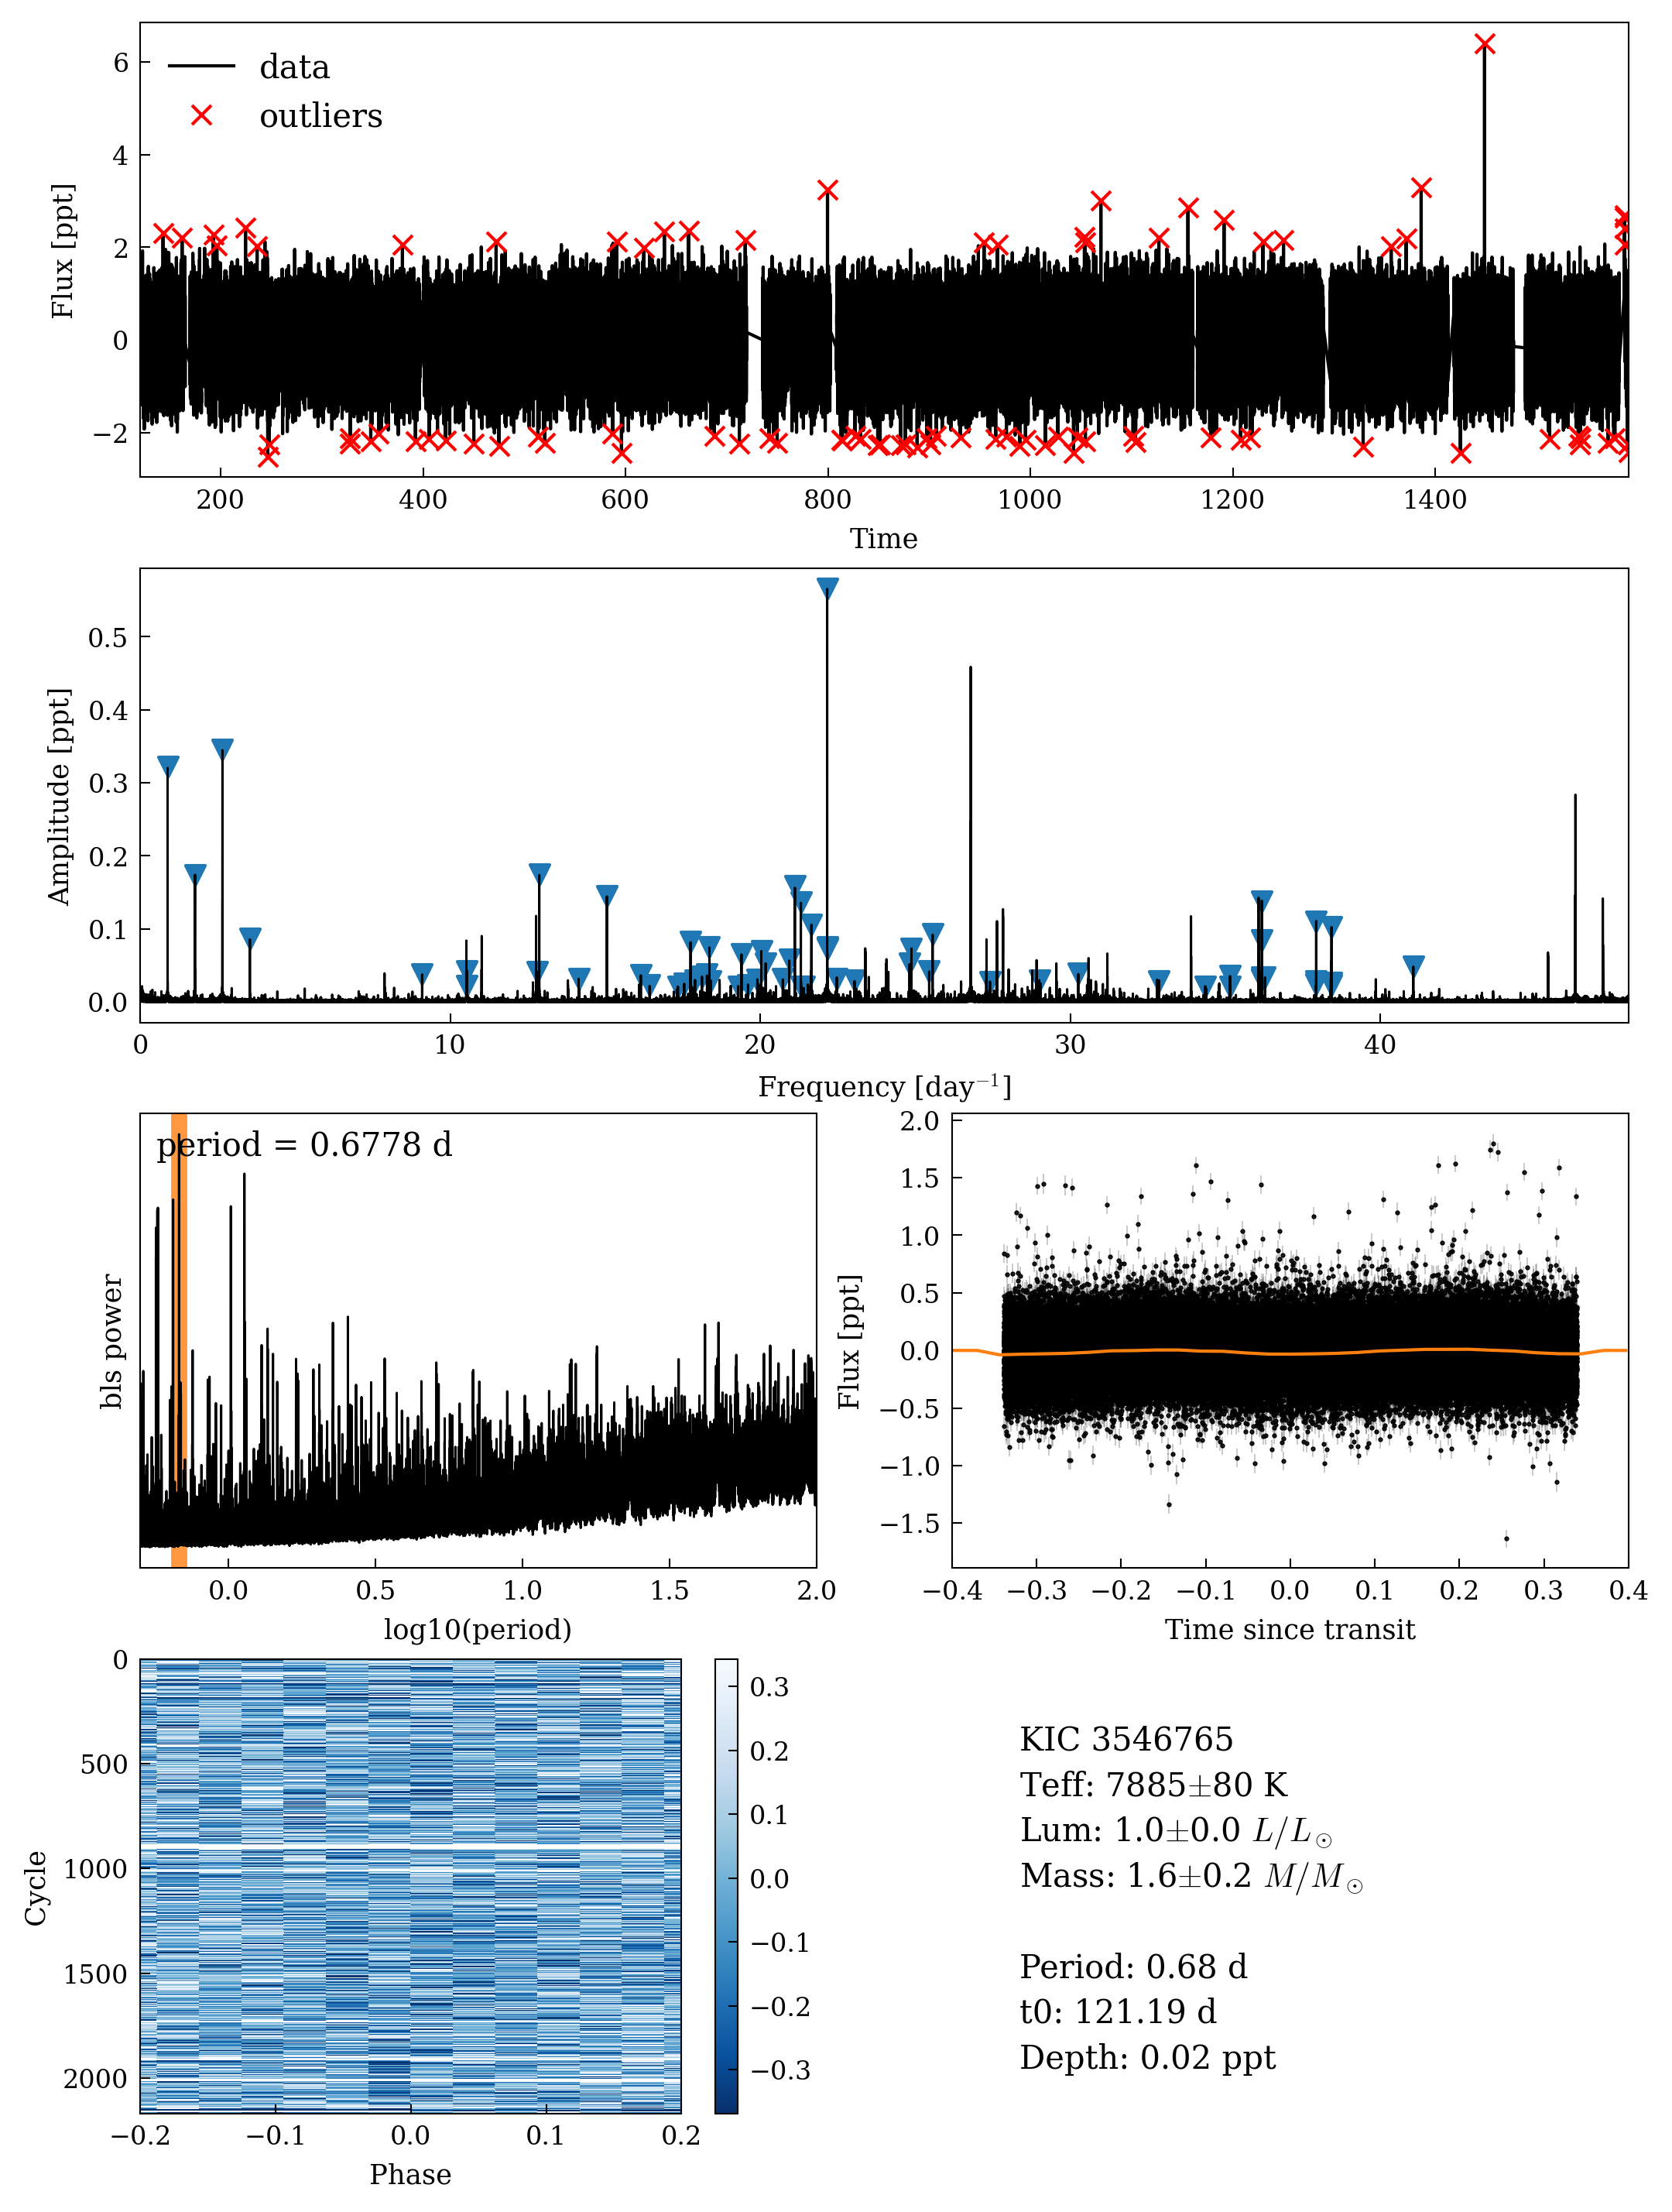 data
outliers
Flux [ppt]
6
4
2
0
−2
200 400 600 800 1000 1200 1400
Time
Amplitude [ppt]
0.5
0.4
0.3
0.2
0.1
0.0
0 10 20 30 40
Frequency [day⁻¹]
period = 0.6778 d
bls power
0.0 0.5 1.0 1.5 2.0
log10(period)
Flux [ppt]
2.0
1.5
1.0
0.5
0.0
−0.5
−1.0
−1.5
−0.4 −0.3 −0.2 −0.1 0.0 0.1 0.2 0.3 0.4
Time since transit
Cycle
0
500
1000
1500
2000
−0.2 −0.1 0.0 0.1 0.2
Phase
0.3
0.2
0.1
0.0
−0.1
−0.2
−0.3
KIC 3546765
Teff: 7885±80 K
Lum: 1.0±0.0 L/L⊙
Mass: 1.6±0.2 M/M⊙
Period: 0.68 d
t0: 121.19 d
Depth: 0.02 ppt